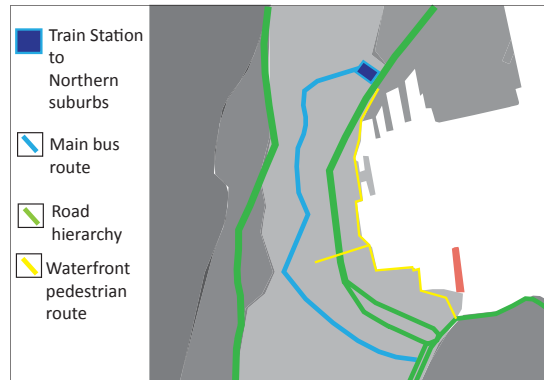 Train Station
to
Northern
suburbs
Main bus
route
Road
hierarchy
Waterfront
pedestrian
route